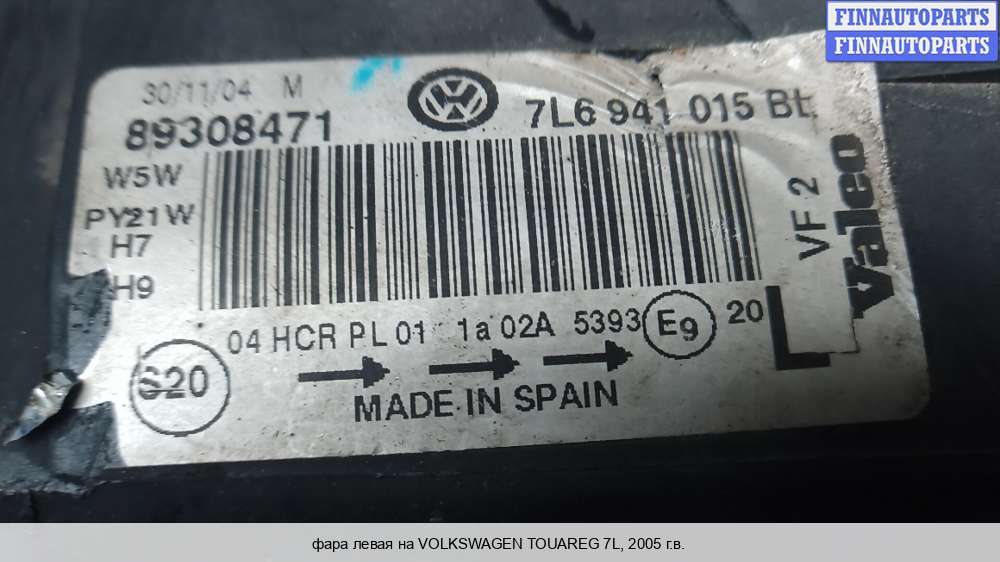 FINNAUTOPARTS
FINNAUTOPARTS
30/11/04 M
89308471
7L6 941 015 BL
W5W
PY21W
H7
H9
VF 2
Valeo
04 HCR PL 01 1a 02A 5393 E9 20
L
S20
MADE IN SPAIN
фара левая на VOLKSWAGEN TOUAREG 7L, 2005 г.в.